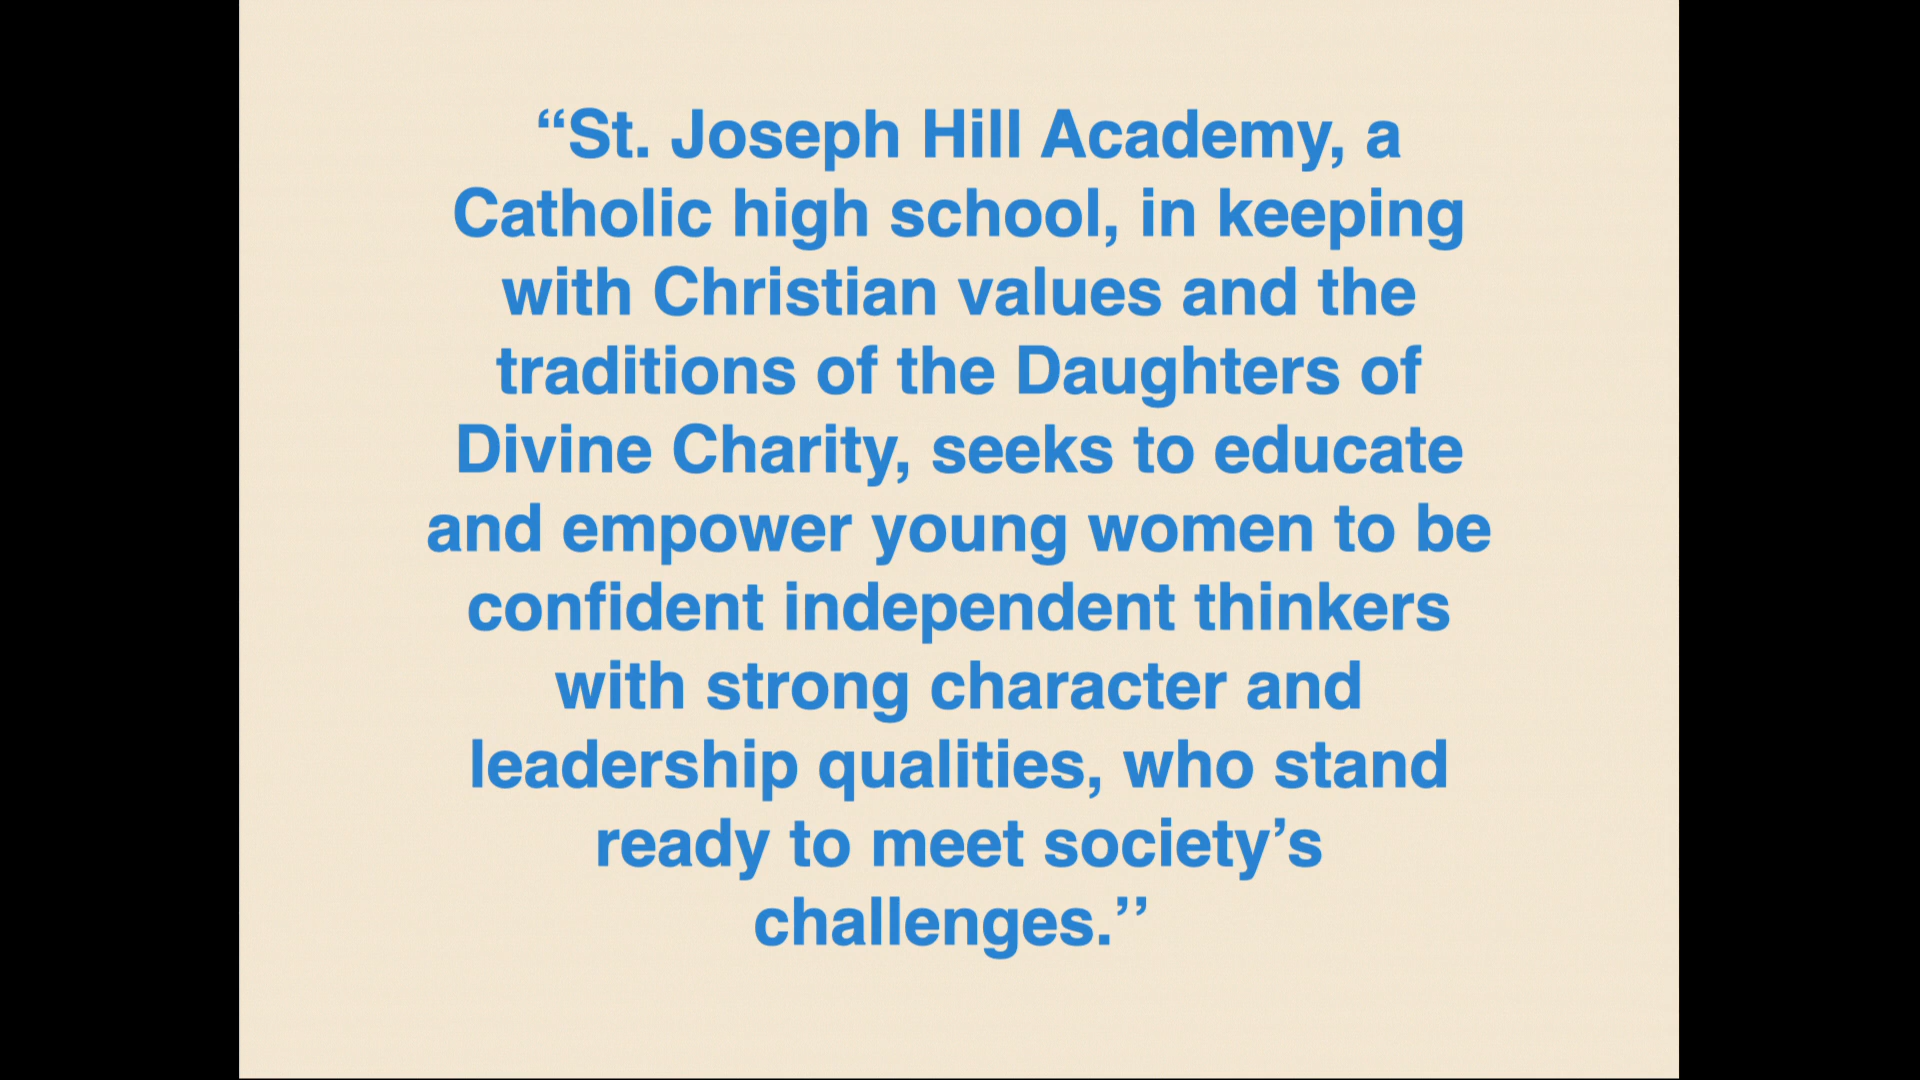 “St. Joseph Hill Academy, a
Catholic high school, in keeping
with Christian values and the
traditions of the Daughters of
Divine Charity, seeks to educate
and empower young women to be
confident independent thinkers
with strong character and
leadership qualities, who stand
ready to meet society’s
challenges.’’